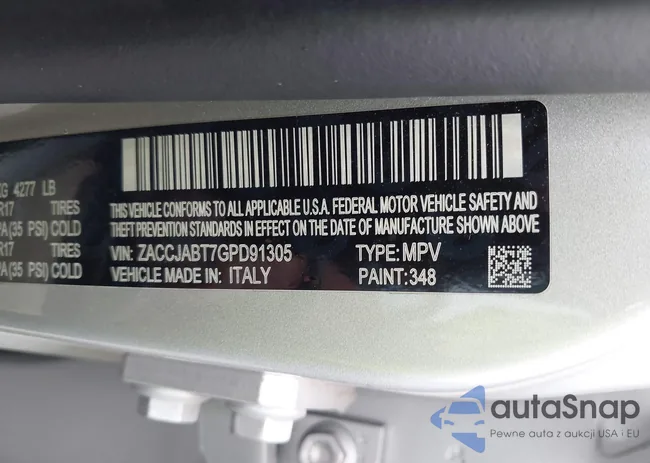 KG 4277 LB
R17 TIRES
PA(35 PSI) COLD
R17 TIRES
PA(35 PSI) COLD
THIS VEHICLE CONFORMS TO ALL APPLICABLE U.S.A. FEDERAL MOTOR VEHICLE SAFETY AND
THEFT PREVENTION STANDARDS IN EFFECT ON THE DATE OF MANUFACTURE SHOWN ABOVE
VIN: ZACCJABT7GPD91305 TYPE: MPV
VEHICLE MADE IN: ITALY PAINT: 348
autoSnap
Pewne auta z aukcji USA i EU